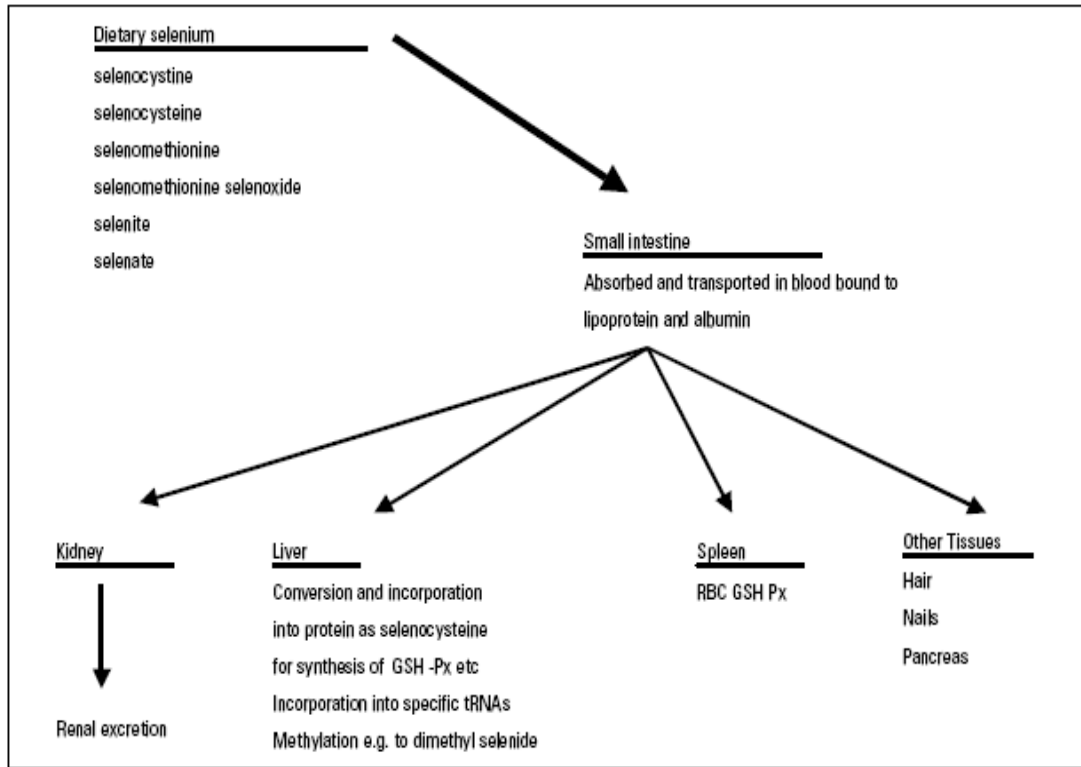 Dietary selenium
selenocystine
selenocysteine
selenomethionine
selenomethionine selenoxide
selenite
selenate
Small intestine
Absorbed and transported in blood bound to
lipoprotein and albumin
Kidney
Renal excretion
Liver
Conversion and incorporation
into protein as selenocysteine
for synthesis of GSH -Px etc
Incorporation into specific tRNAs
Methylation e.g. to dimethyl selenide
Spleen
RBC GSH Px
Other Tissues
Hair
Nails
Pancreas